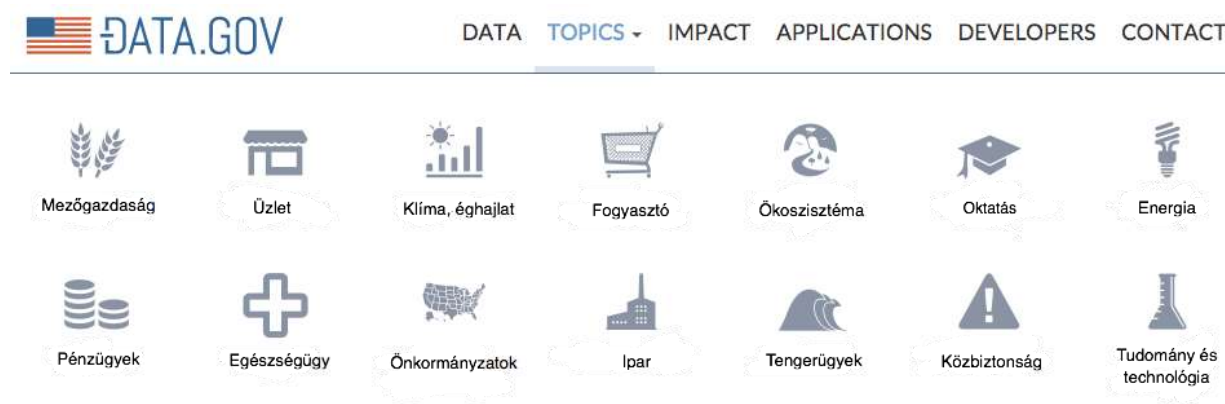 DATA.GOV
DATA TOPICS IMPACT APPLICATIONS DEVELOPERS CONTACT
Mezőgazdaság Üzlet Klíma, éghajlat Fogyasztó Ökoszisztéma Oktatás Energia
Pénzügyek Egészségügy Önkormányzatok Ipar Tengerügyek Közbiztonság Tudomány és
technológia